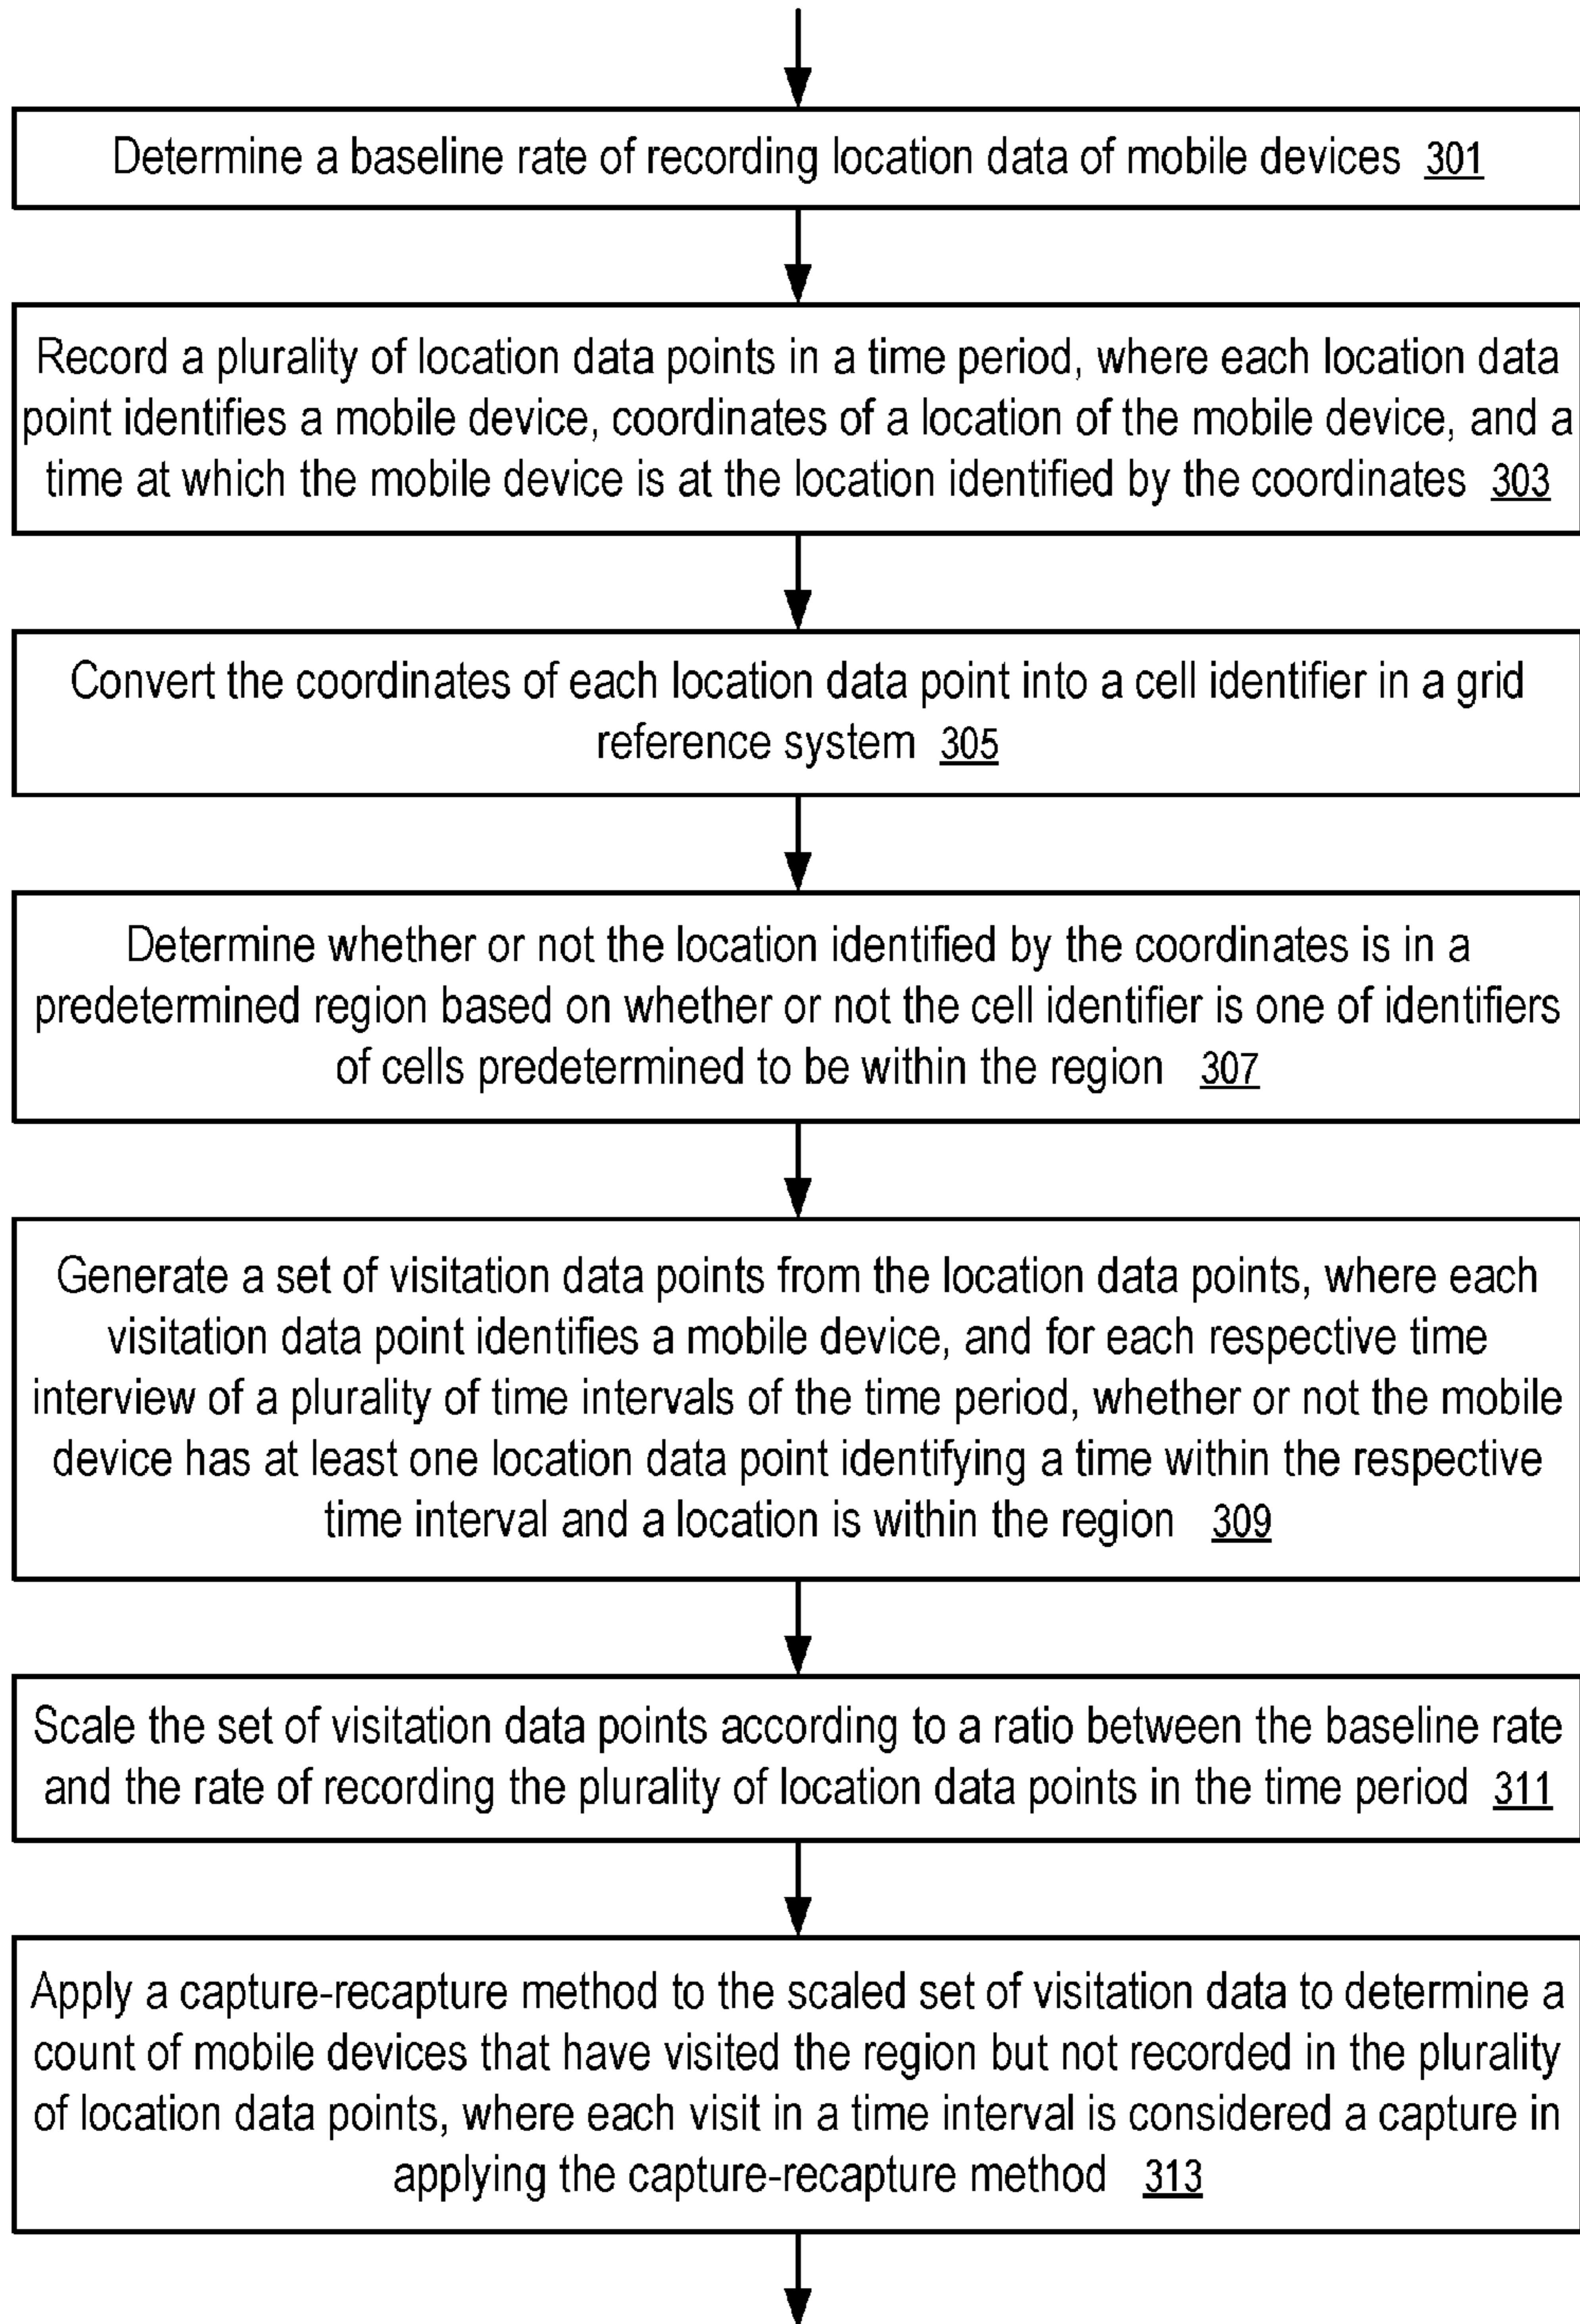 Determine a baseline rate of recording location data of mobile devices 301
Record a plurality of location data points in a time period, where each location data
point identifies a mobile device, coordinates of a location of the mobile device, and a
time at which the mobile device is at the location identified by the coordinates 303
Convert the coordinates of each location data point into a cell identifier in a grid
reference system 305
Determine whether or not the location identified by the coordinates is in a
predetermined region based on whether or not the cell identifier is one of identifiers
of cells predetermined to be within the region 307
Generate a set of visitation data points from the location data points, where each
visitation data point identifies a mobile device, and for each respective time
interview of a plurality of time intervals of the time period, whether or not the mobile
device has at least one location data point identifying a time within the respective
time interval and a location is within the region 309
Scale the set of visitation data points according to a ratio between the baseline rate
and the rate of recording the plurality of location data points in the time period 311
Apply a capture-recapture method to the scaled set of visitation data to determine a
count of mobile devices that have visited the region but not recorded in the plurality
of location data points, where each visit in a time interval is considered a capture in
applying the capture-recapture method 313